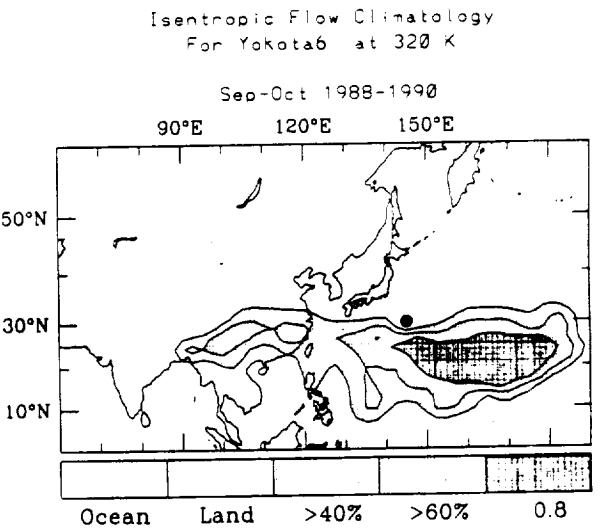 Isentropic Flow Climatology
For Yokota6 at 320 K
Sep-Oct 1988-1990
90°E 120°E 150°E
50°N
30°N
10°N
Ocean Land >40% >60% 0.8